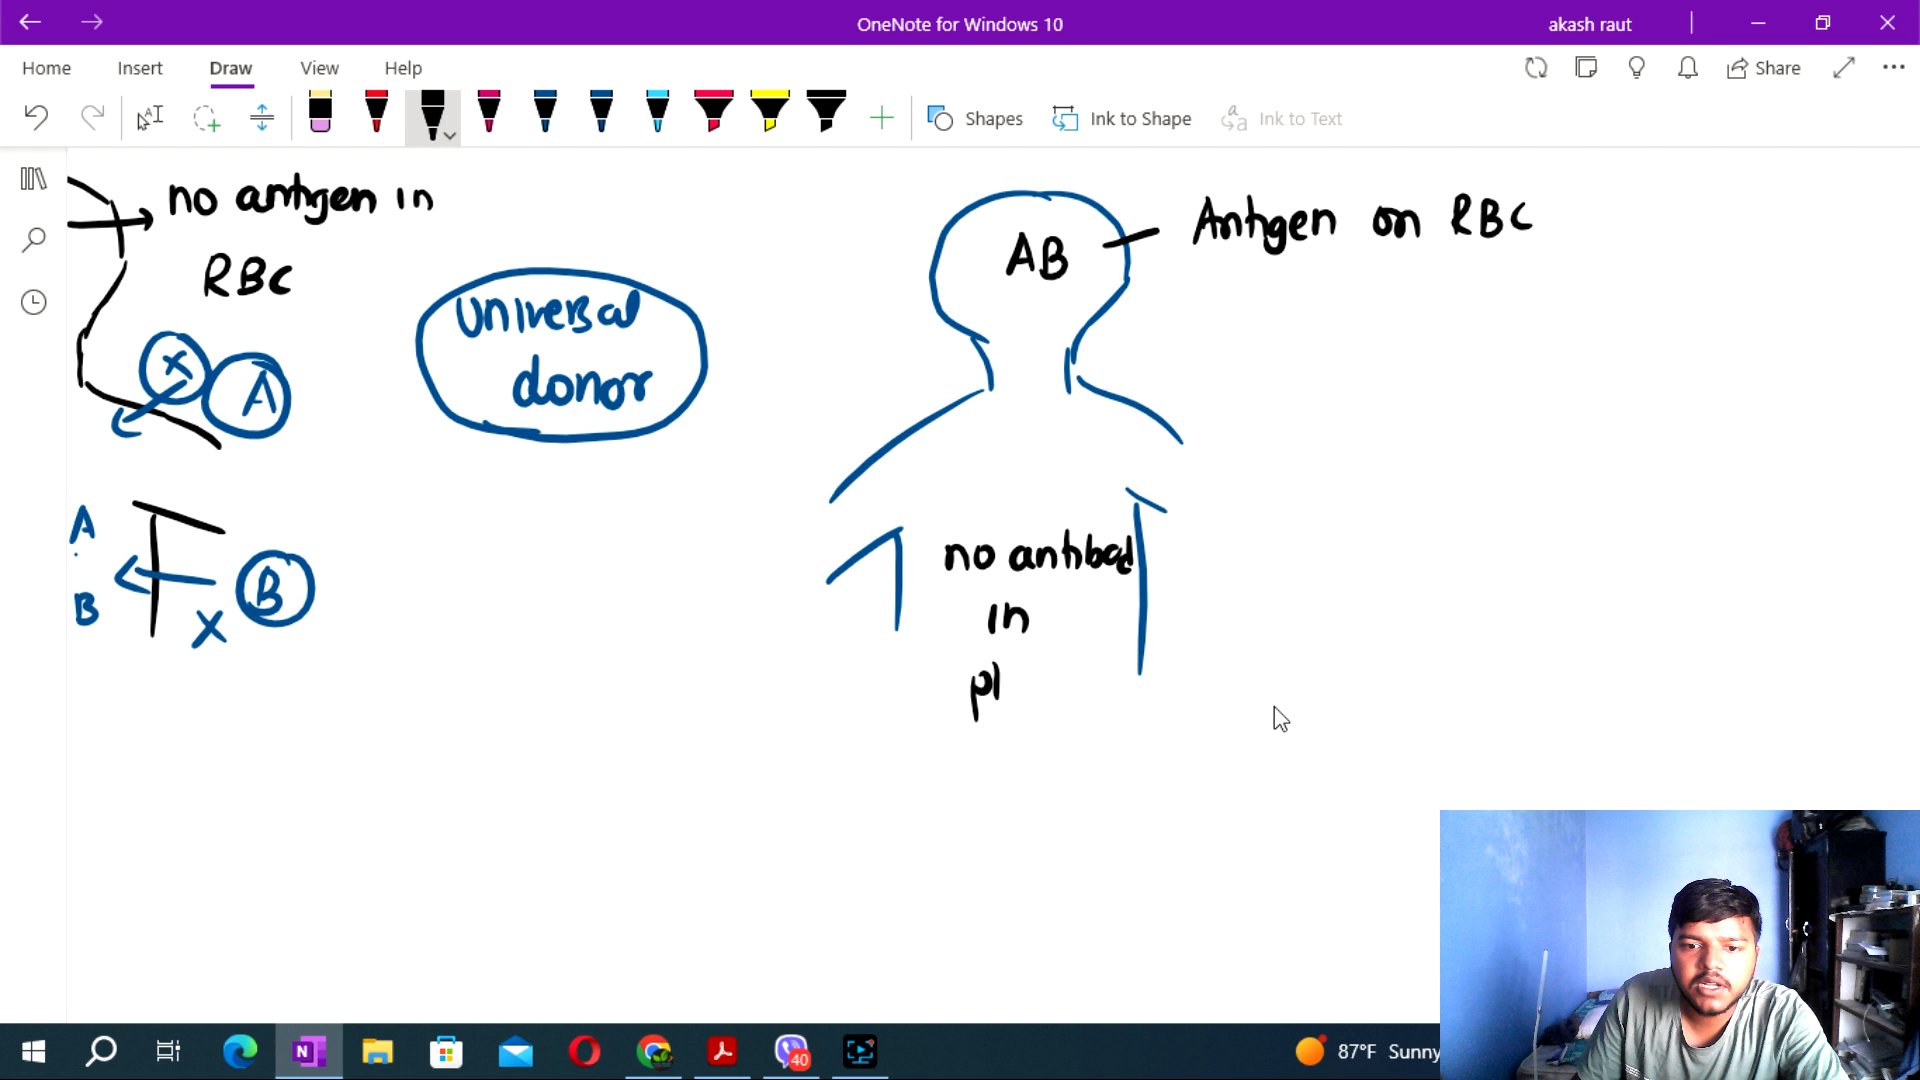 OneNote for Windows 10
akash raut
Home Insert Draw View Help
Share
Shapes
Ink to Shape
Ink to Text
no antigen in
RBC
Universal
donor
X
A
A
B
X
B
AB
Antigen on RBC
no antibod
in
pl
40
87°F Sunny